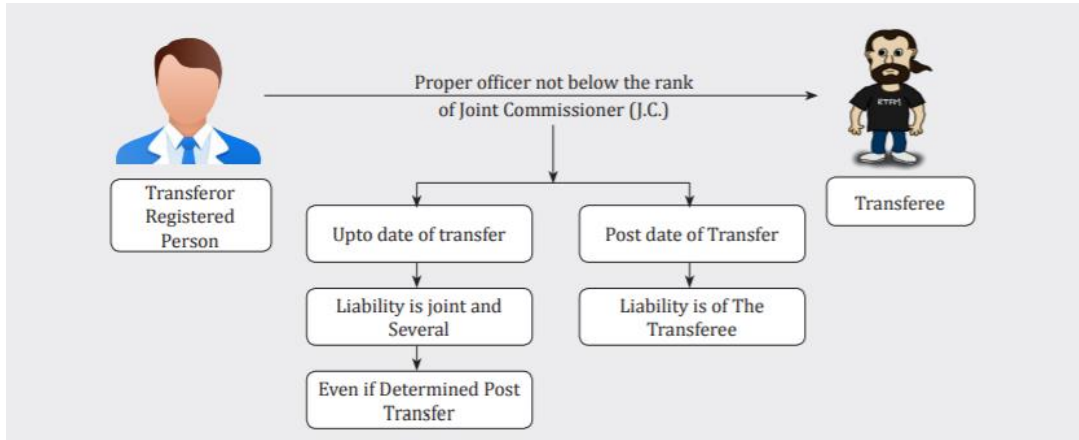 Proper officer not below the rank
of Joint Commissioner (J.C.)
RTFM
Transferor
Registered
Person
Transferee
Upto date of transfer
Post date of Transfer
Liability is joint and
Several
Liability is of The
Transferee
Even if Determined Post
Transfer